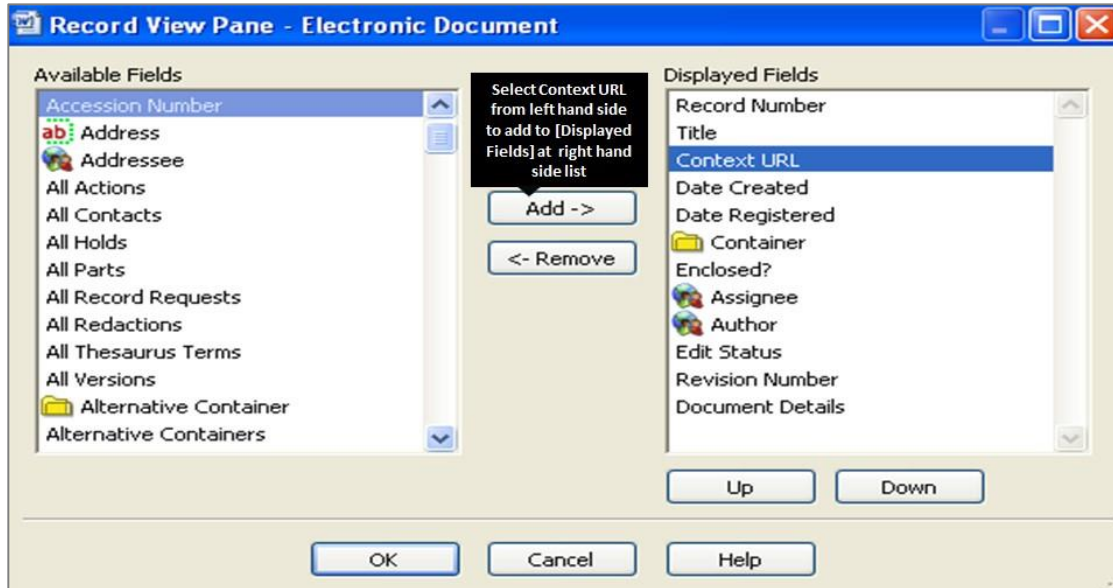 Record View Pane - Electronic Document
Available Fields
Accession Number
ab Address
Addressee
All Actions
All Contacts
All Holds
All Parts
All Record Requests
All Redactions
All Thesaurus Terms
All Versions
Alternative Container
Alternative Containers
Select Context URL
from left hand side
to add to [Displayed
Fields] at right hand
side list
Add ->
<- Remove
Displayed Fields
Record Number
Title
Context URL
Date Created
Date Registered
Container
Enclosed?
Assignee
Author
Edit Status
Revision Number
Document Details
Up
Down
OK
Cancel
Help